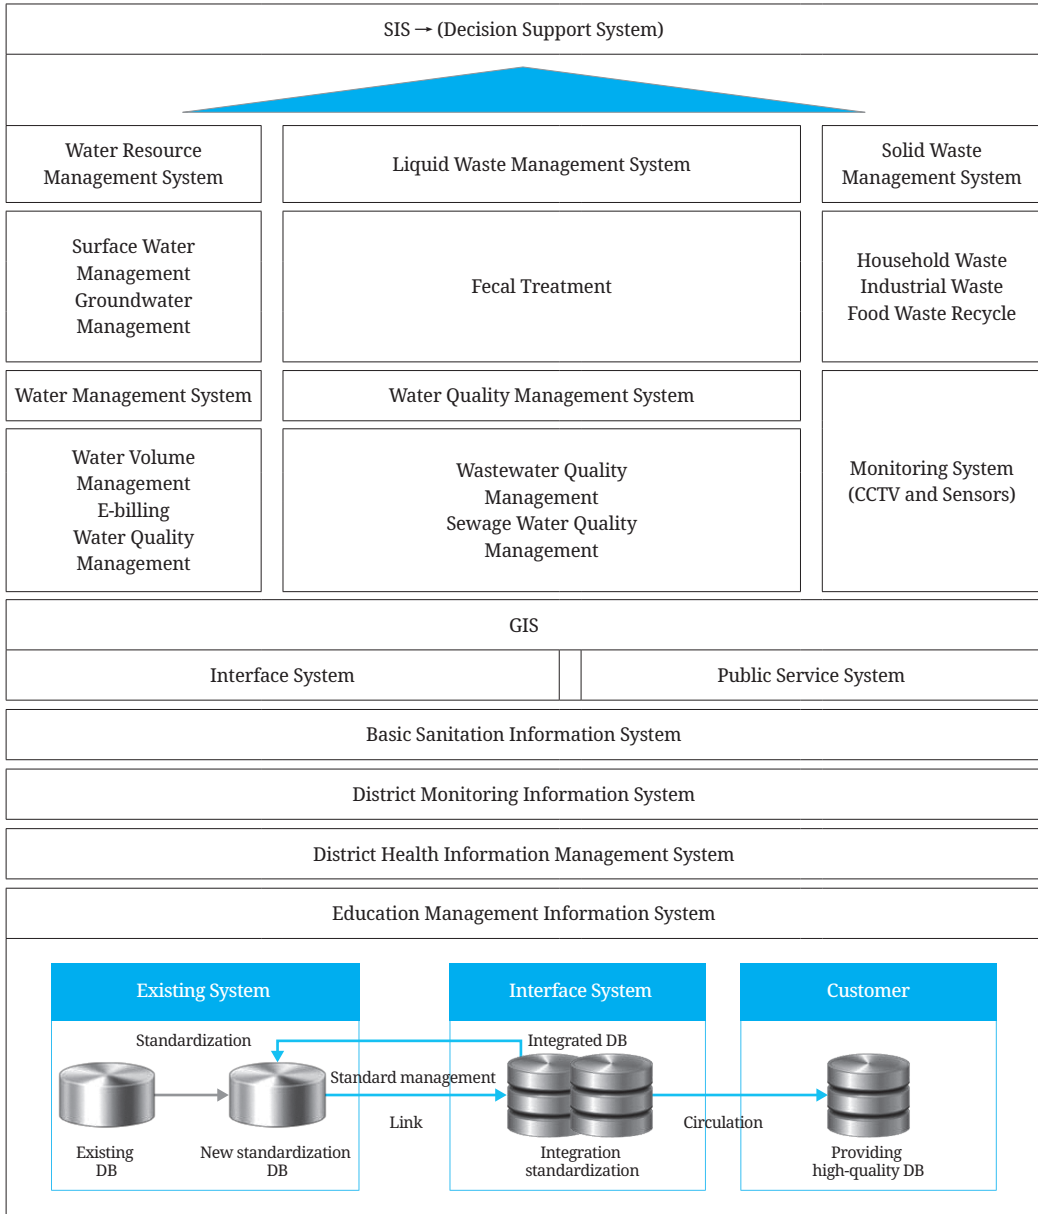 SIS → (Decision Support System)
Water Resource
Management System
Liquid Waste Management System
Solid Waste
Management System
Surface Water
Management
Groundwater
Management
Fecal Treatment
Household Waste
Industrial Waste
Food Waste Recycle
Water Management System
Water Quality Management System
Water Volume
Management
E-billing
Water Quality
Management
Wastewater Quality
Management
Sewage Water Quality
Management
Monitoring System
(CCTV and Sensors)
GIS
Interface System
Public Service System
Basic Sanitation Information System
District Monitoring Information System
District Health Information Management System
Education Management Information System
Existing System
Interface System
Customer
Standardization
Integrated DB
Standard management
Link
Circulation
Existing
DB
New standardization
DB
Integration
standardization
Providing
high-quality DB